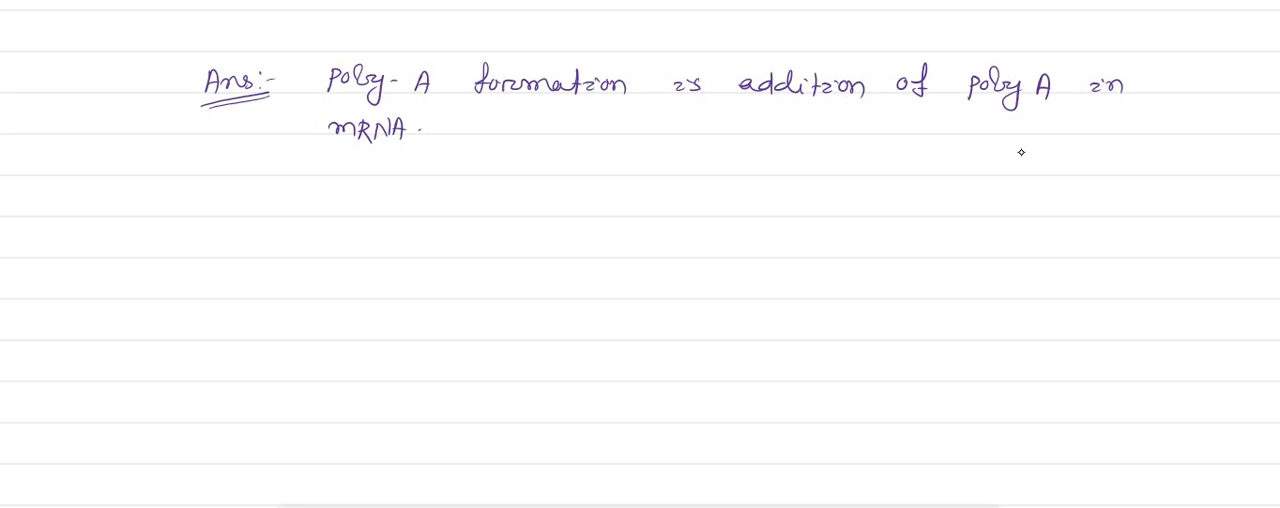 Ans:- Poly-A formation is addition of poly A in
mRNA.